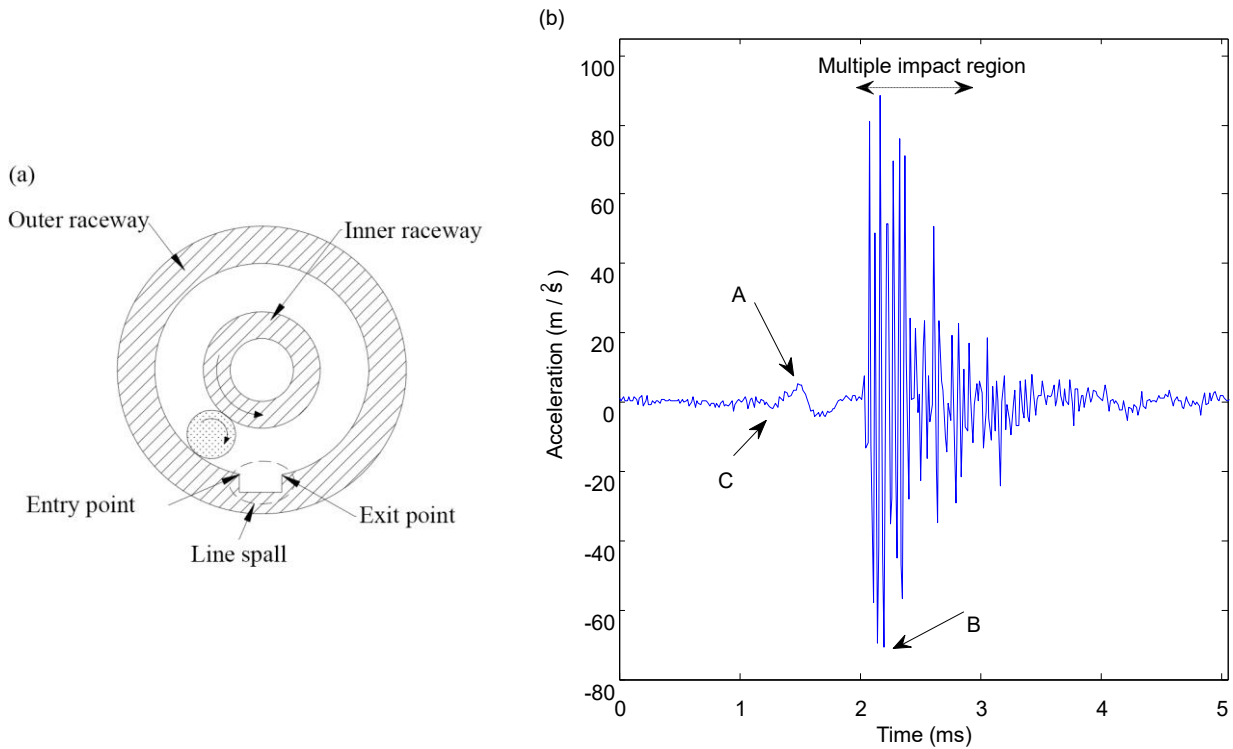 (a)
Outer raceway
Inner raceway
Entry point
Exit point
Line spall
(b)
Multiple impact region
A
C
B
100
80
60
40
20
0
-20
-40
-60
-80
Acceleration (m / s2)
0 1 2 3 4 5
Time (ms)